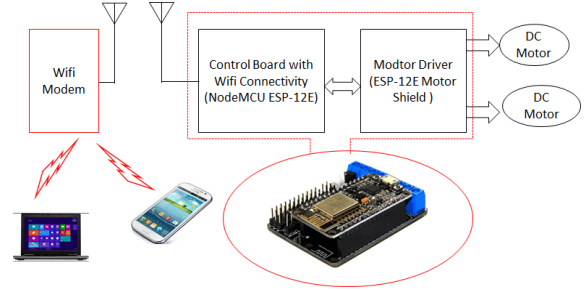 Wifi
Modem
Control Board with
Wifi Connectivity
(NodeMCU ESP-12E)
Modtor Driver
(ESP-12E Motor
Shield )
DC
Motor
DC
Motor